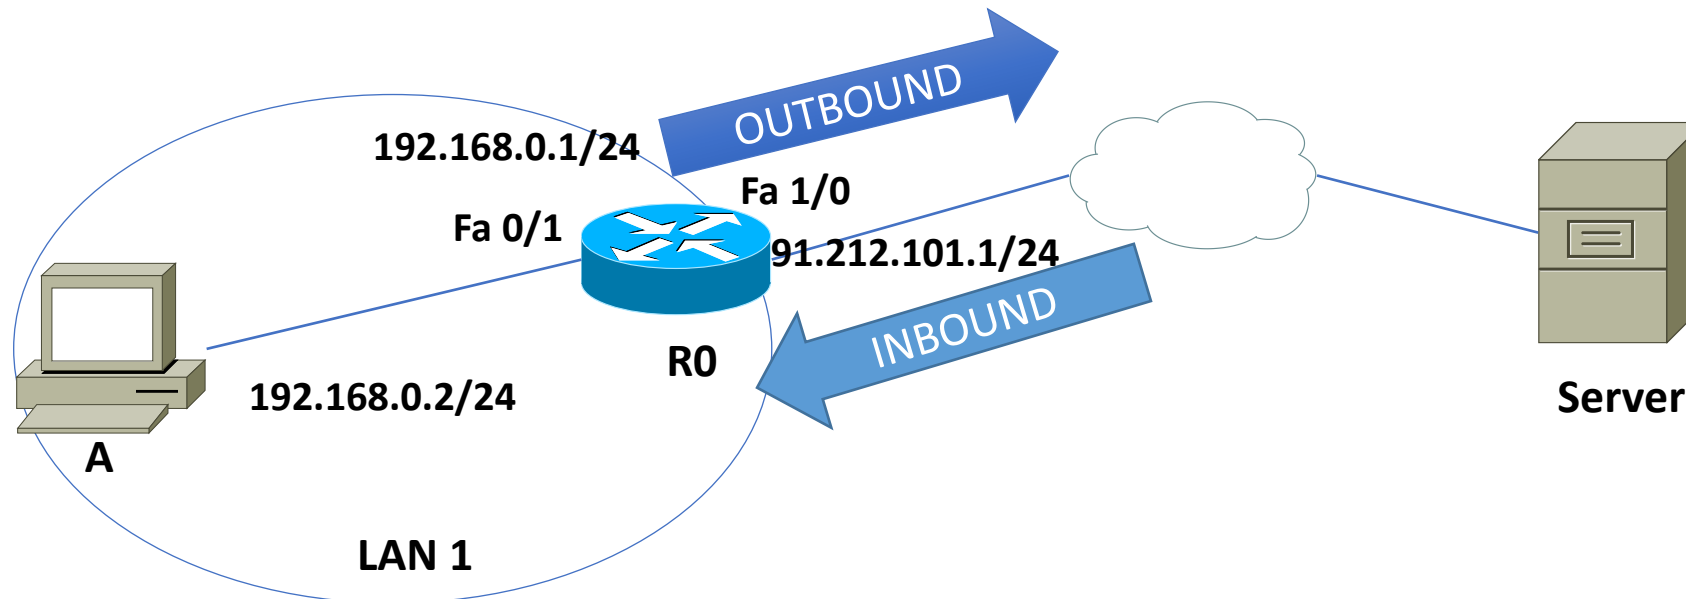 OUTBOUND
192.168.0.1/24
Fa 1/0
Fa 0/1
91.212.101.1/24
INBOUND
R0
192.168.0.2/24
Server
A
LAN 1